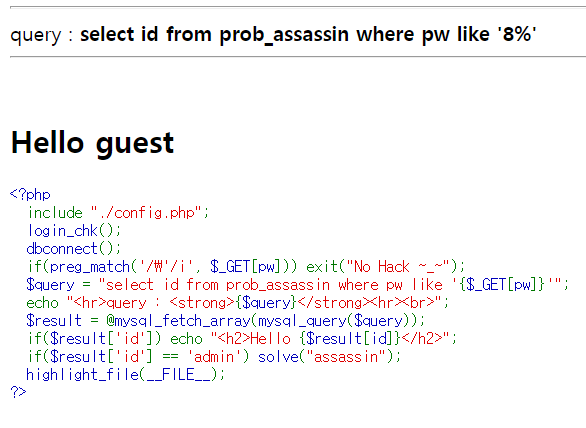 query : select id from prob_assassin where pw like '8%'
Hello guest
<?php
include "./config.php";
login_chk();
dbconnect();
if(preg_match('/₩'/i', $_GET[pw])) exit("No Hack ~_~");
$query = "select id from prob_assassin where pw like '{$_GET[pw]}'";
echo "<hr>query : <strong>{$query}</strong><hr><br>";
$result = @mysql_fetch_array(mysql_query($query));
if($result['id']) echo "<h2>Hello {$result[id]}</h2>";
if($result['id'] == 'admin') solve("assassin");
highlight_file(__FILE__);
?>